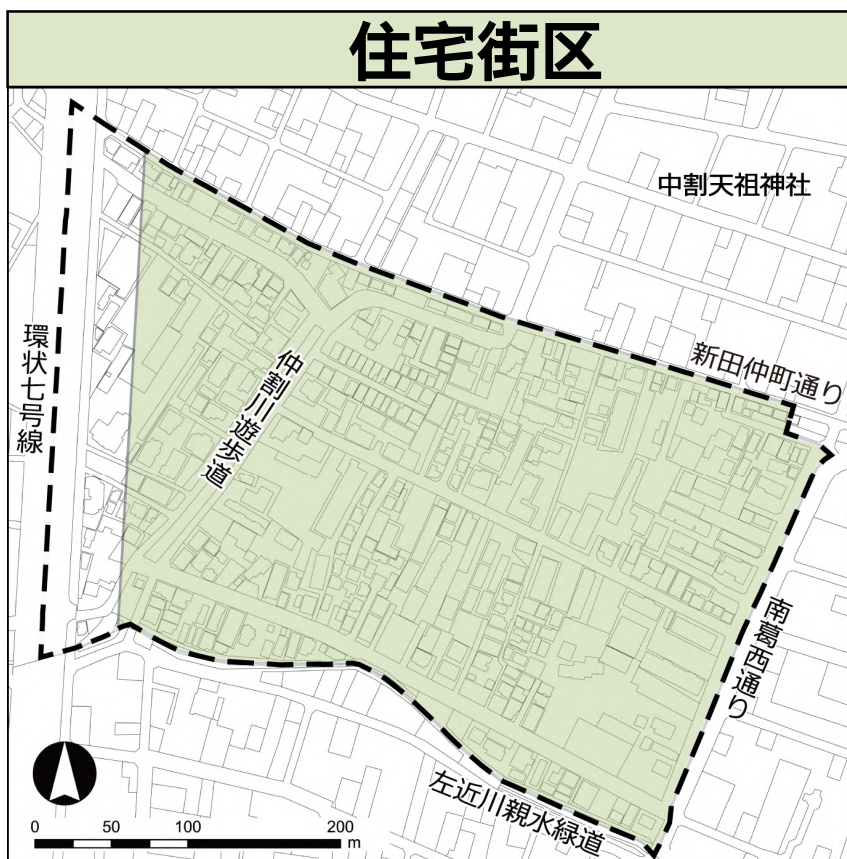 住宅街区
中割天祖神社
環状七号線
新田仲町通り
仲割川遊歩道
南葛西通り
左近川親水緑道
0 50 100 200 m